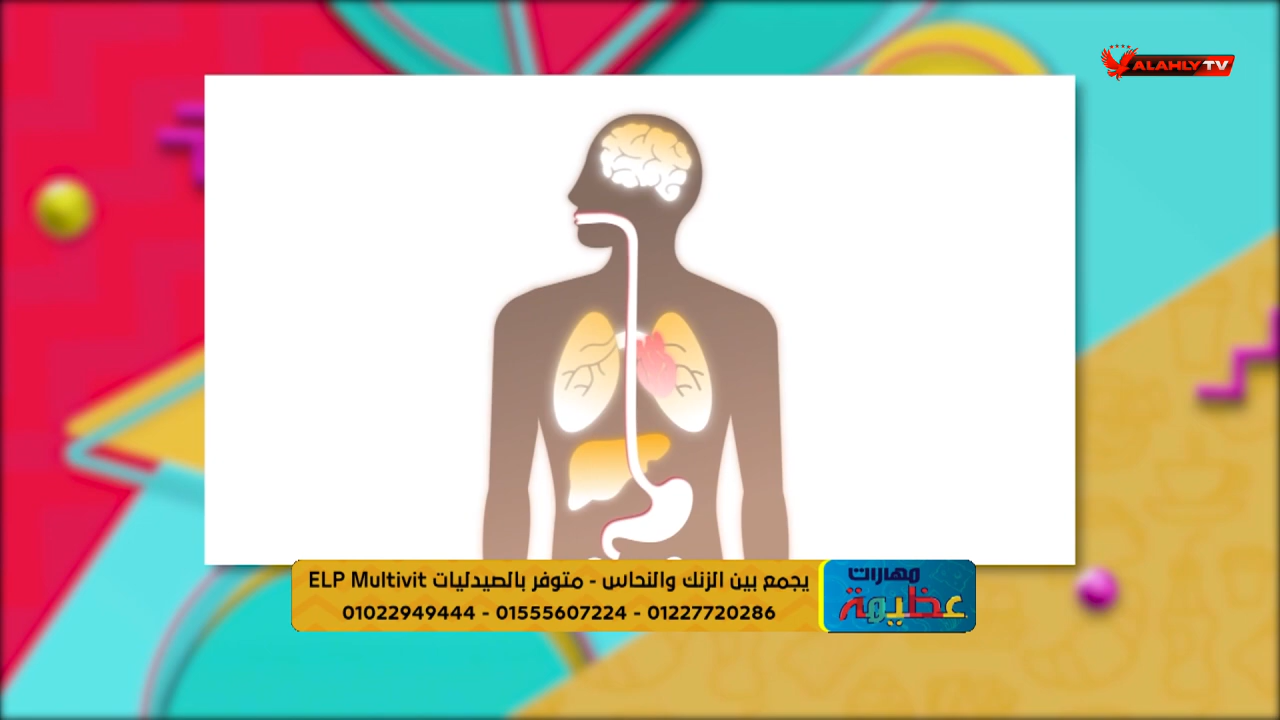 ALAHLY TV
يجمع بين الزنك والنحاس - متوفر بالصيدليات ELP Multivit
01022949444 - 01555607224 - 01227720286
مهارات
عظيمة